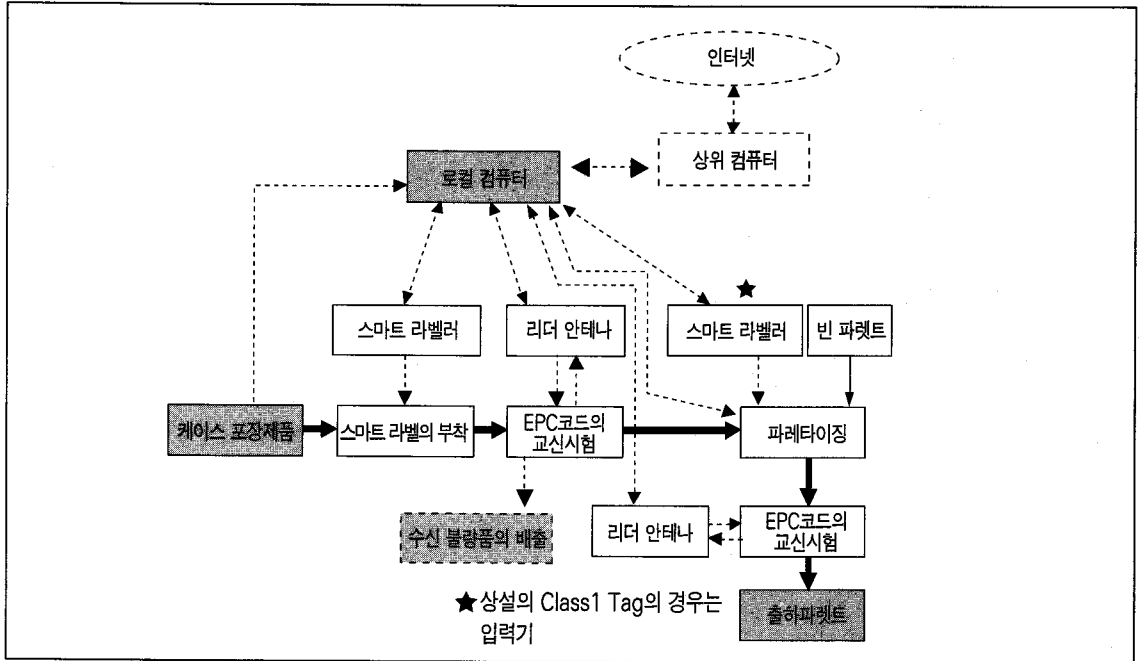 인터넷
상위 컴퓨터
로컬 컴퓨터
스마트 라벨러
리더 안테나
스마트 라벨러
빈 파렛트
케이스 포장제품
스마트 라벨의 부착
EPC코드의
교신시험
파레타이징
수신 불량품의 배출
리더 안테나
EPC코드의
교신시험
★상설의 Class1 Tag의 경우는
입력기
출하파렛트